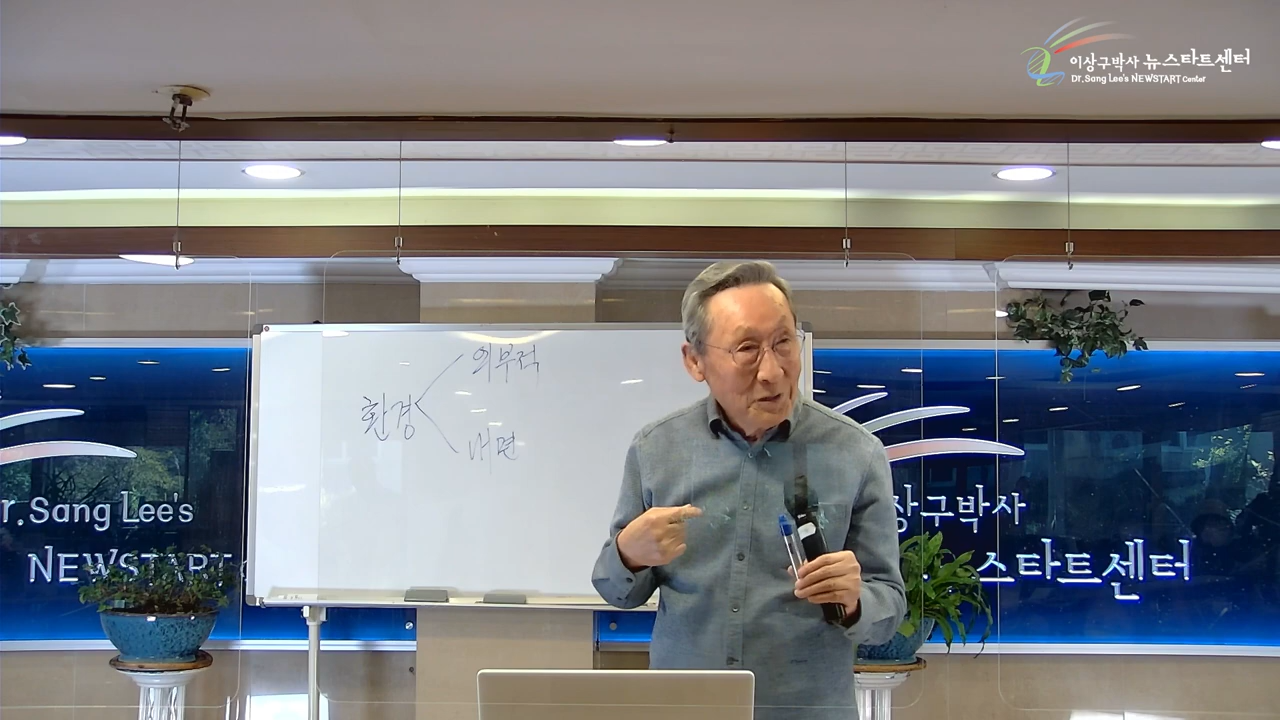 이상구박사 뉴스타트센터
Dr. Sang Lee's NEWSTART Center
환경
외부적
내면
r. Sang Lee's
NEWSTART
상구박사
스타트센터